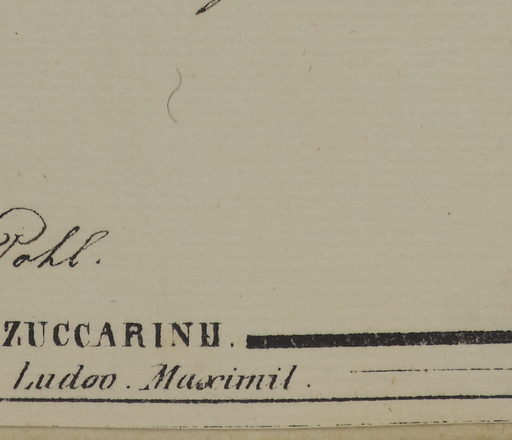 Pohl.
ZUCCARINII.
Ludov. Maximil.